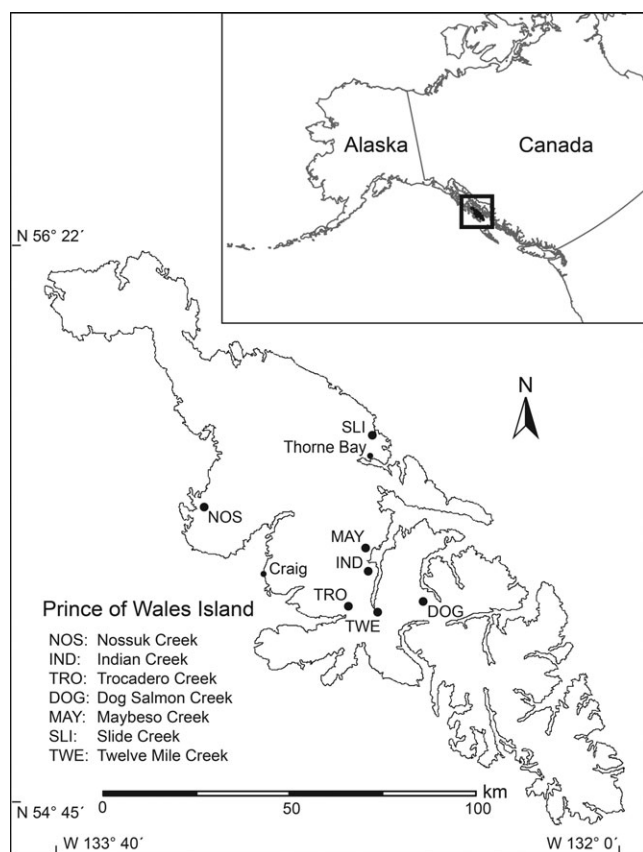 Alaska
Canada
N 56° 22´
N
SLI
Thorne Bay
NOS
MAY
IND
Craig
TRO
DOG
TWE
Prince of Wales Island
NOS: Nossuk Creek
IND: Indian Creek
TRO: Trocadero Creek
DOG: Dog Salmon Creek
MAY: Maybeso Creek
SLI: Slide Creek
TWE: Twelve Mile Creek
km
0 50 100
N 54° 45´
W 133° 40´ W 132° 0´